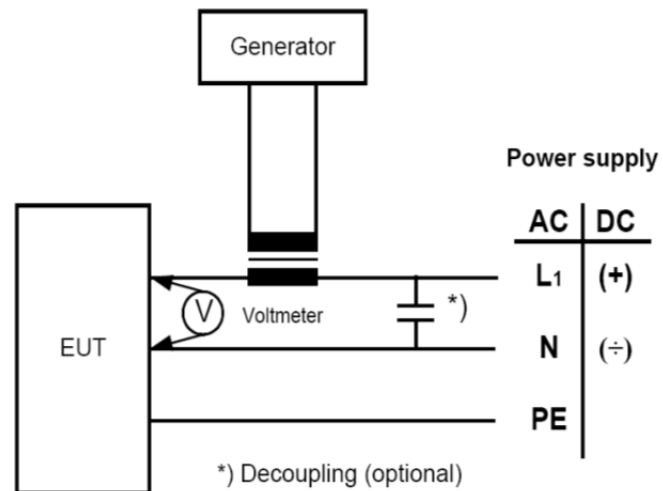 Generator
Power supply
AC DC
L1 (+)
V Voltmeter *)
EUT
N (÷)
PE
*) Decoupling (optional)